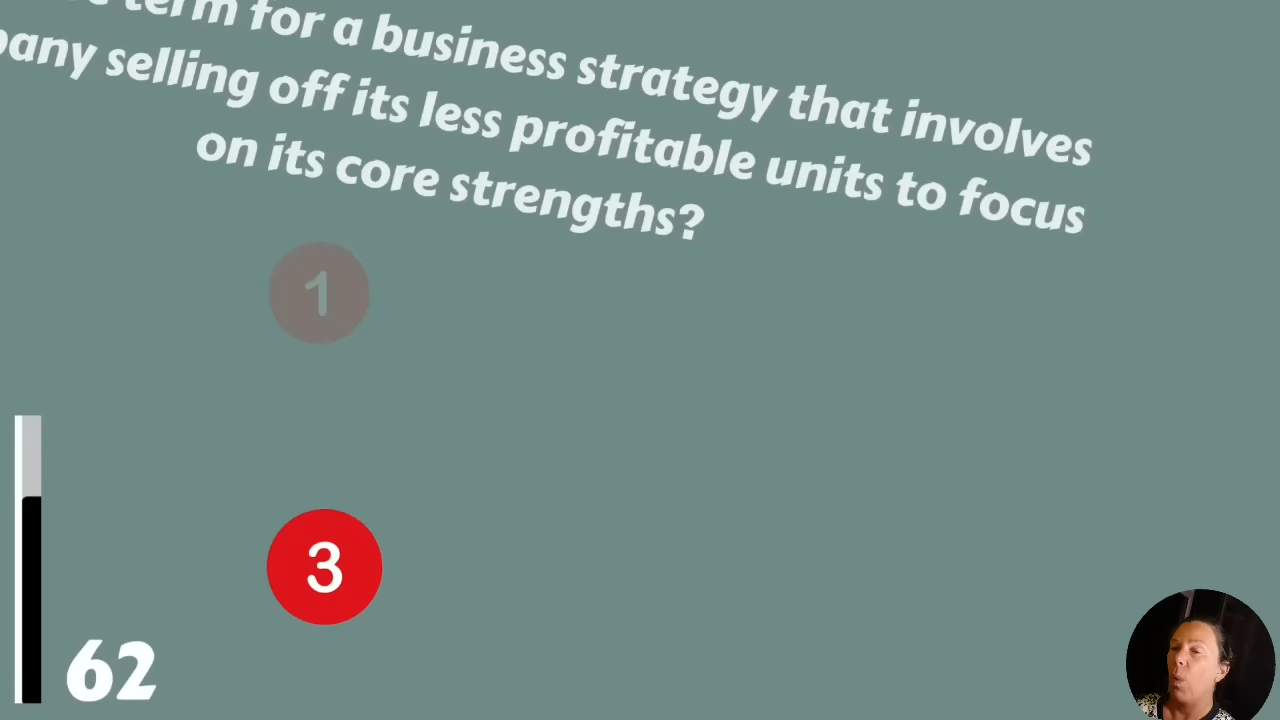 term for a business strategy that involves
selling off its less profitable units to focus
on its core strengths?
1
3
62